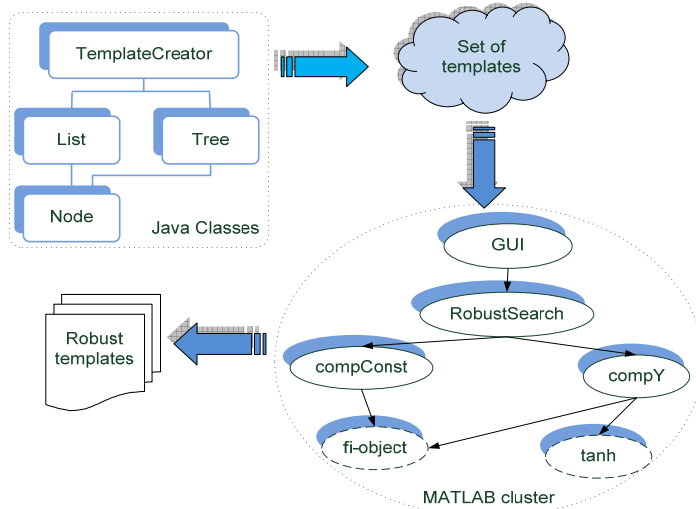 TemplateCreator
List
Tree
Node
Java Classes
Set of
templates
GUI
RobustSearch
compConst
compY
fi-object
tanh
MATLAB cluster
Robust
templates